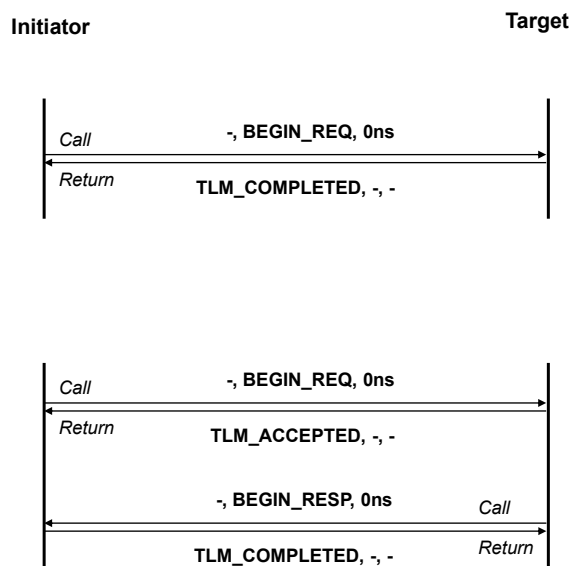 Initiator
Target
Call
-, BEGIN_REQ, 0ns
Return
TLM_COMPLETED, -, -
Call
-, BEGIN_REQ, 0ns
Return
TLM_ACCEPTED, -, -
-, BEGIN_RESP, 0ns
Call
TLM_COMPLETED, -, -
Return